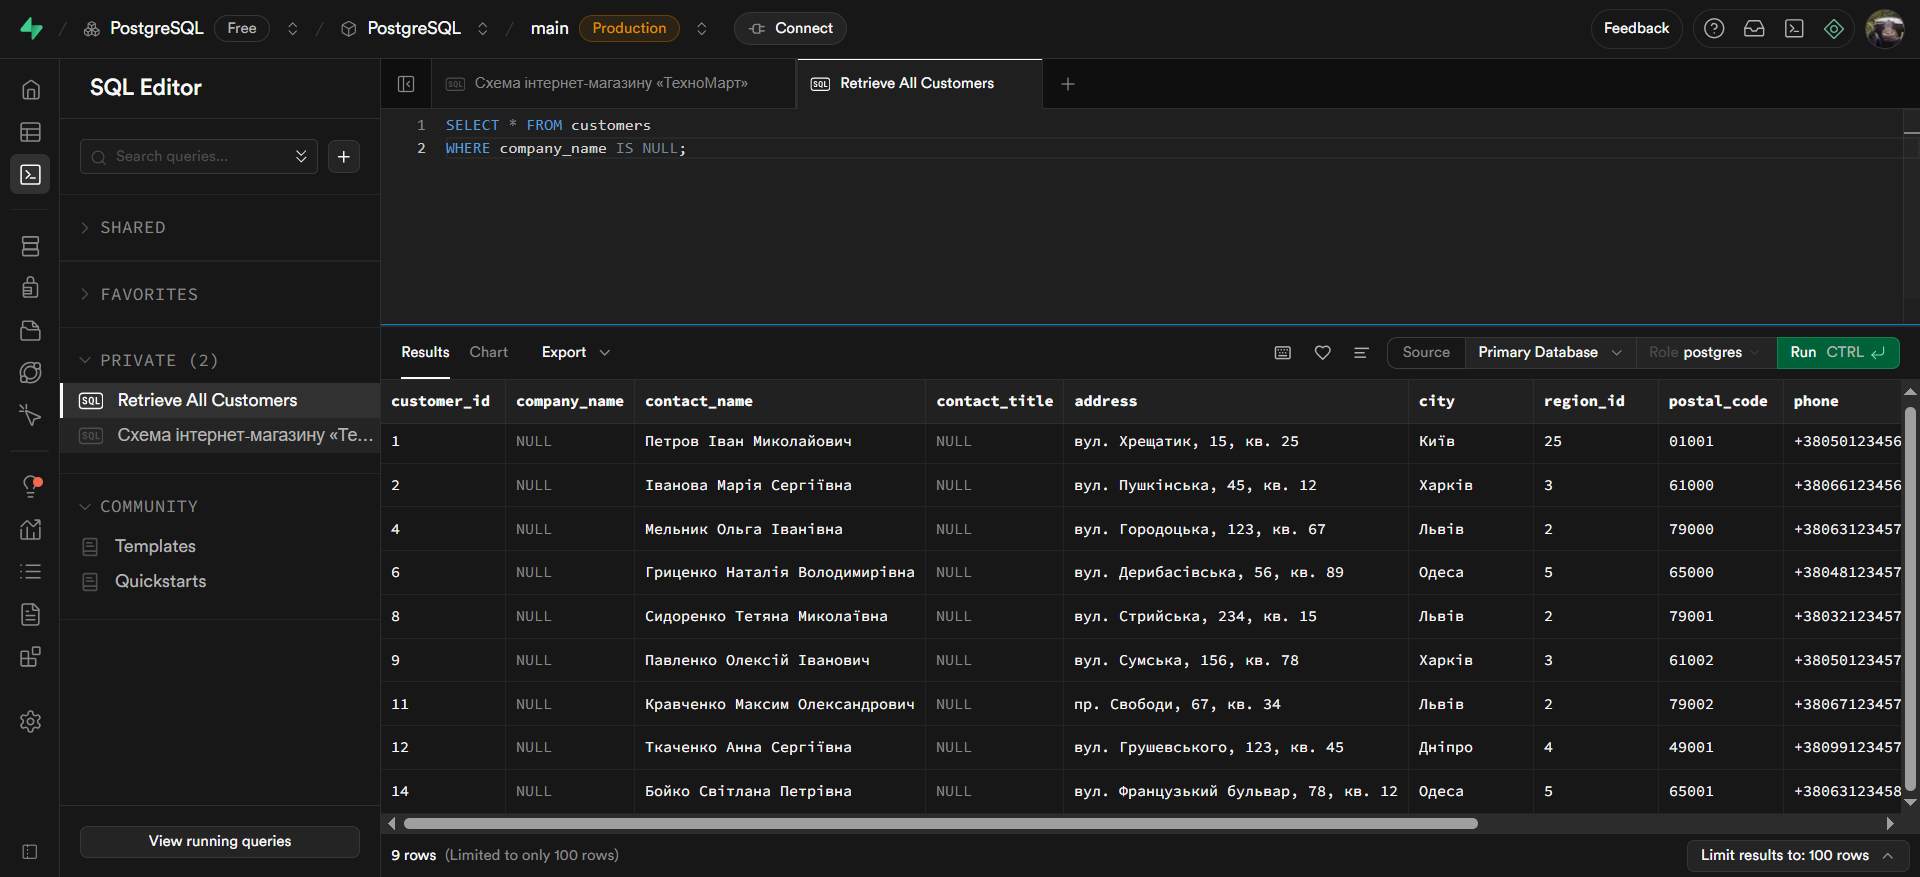 PostgreSQL Free PostgreSQL main Production Connect Feedback
SQL Editor
Search queries...
SHARED
FAVORITES
PRIVATE (2)
SQL Retrieve All Customers
SQL Схема інтернет-магазину «Те...
COMMUNITY
Templates
Quickstarts
View running queries
SQL Схема інтернет-магазину «ТехноМарт» SQL Retrieve All Customers
1 SELECT * FROM customers
2 WHERE company_name IS NULL;
Results Chart Export Source Primary Database Role postgres Run CTRL
customer_id company_name contact_name contact_title address city region_id postal_code phone
1 NULL Петров Іван Миколайович NULL вул. Хрещатик, 15, кв. 25 Київ 25 01001 +38050123456
2 NULL Іванова Марія Сергіївна NULL вул. Пушкінська, 45, кв. 12 Харків 3 61000 +38066123456
4 NULL Мельник Ольга Іванівна NULL вул. Городоцька, 123, кв. 67 Львів 2 79000 +38063123457
6 NULL Гриценко Наталія Володимирівна NULL вул. Дерибасівська, 56, кв. 89 Одеса 5 65000 +38048123457
8 NULL Сидоренко Тетяна Миколаївна NULL вул. Стрийська, 234, кв. 15 Львів 2 79001 +38032123457
9 NULL Павленко Олексій Іванович NULL вул. Сумська, 156, кв. 78 Харків 3 61002 +38050123457
11 NULL Кравченко Максим Олександрович NULL пр. Свободи, 67, кв. 34 Львів 2 79002 +38067123457
12 NULL Ткаченко Анна Сергіївна NULL вул. Грушевського, 123, кв. 45 Дніпро 4 49001 +38099123457
14 NULL Бойко Світлана Петрівна NULL вул. Французький бульвар, 78, кв. 12 Одеса 5 65001 +38063123458
9 rows (Limited to only 100 rows) Limit results to: 100 rows